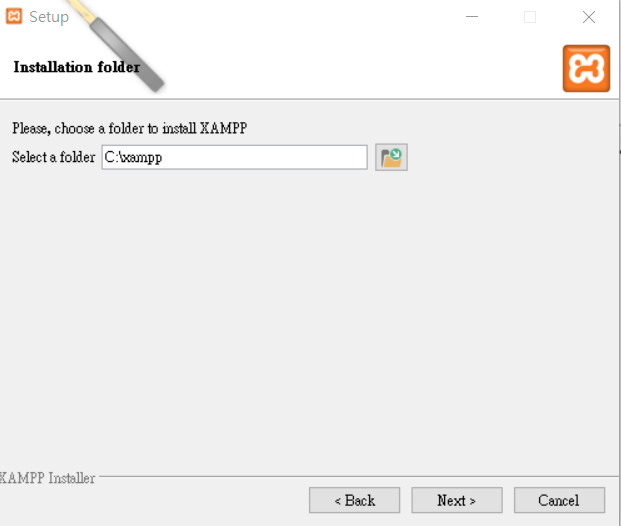 Setup
Installation folder
Please, choose a folder to install XAMPP
Select a folder C:\xampp
XAMPP Installer
< Back Next > Cancel